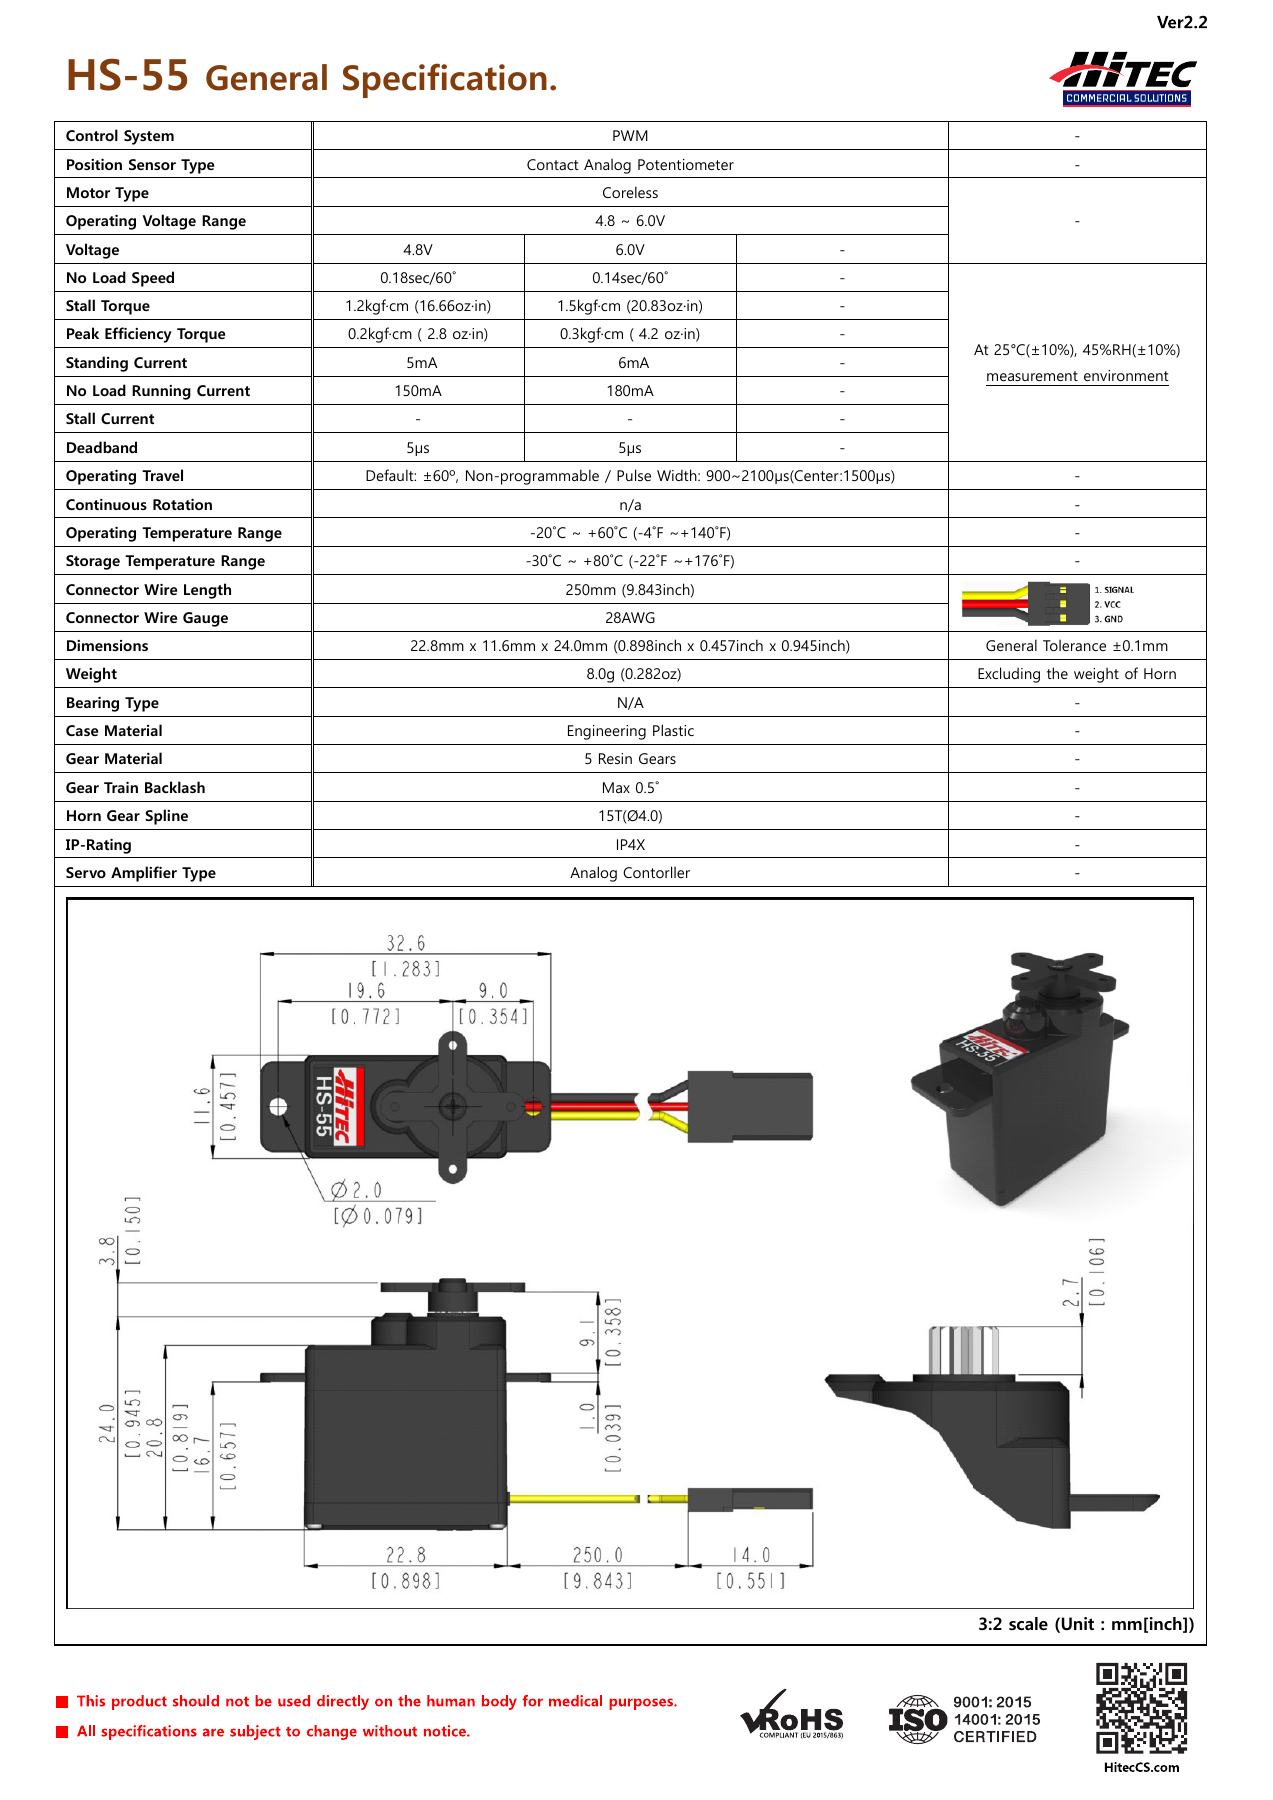 Ver2.2
HS-55 General Specification.
HiTEC
COMMERCIAL SOLUTIONS
Control System PWM -
Position Sensor Type Contact Analog Potentiometer -
Motor Type Coreless
Operating Voltage Range 4.8 ~ 6.0V -
Voltage 4.8V 6.0V -
No Load Speed 0.18sec/60˚ 0.14sec/60˚ -
Stall Torque 1.2kgf·cm (16.66oz·in) 1.5kgf·cm (20.83oz·in) -
Peak Efficiency Torque 0.2kgf·cm ( 2.8 oz·in) 0.3kgf·cm ( 4.2 oz·in) -
At 25°C(±10%), 45%RH(±10%)
Standing Current 5mA 6mA -
measurement environment
No Load Running Current 150mA 180mA -
Stall Current - - -
Deadband 5µs 5µs -
Operating Travel Default: ±60º, Non-programmable / Pulse Width: 900~2100µs(Center:1500µs) -
Continuous Rotation n/a -
Operating Temperature Range -20˚C ~ +60˚C (-4˚F ~+140˚F) -
Storage Temperature Range -30˚C ~ +80˚C (-22˚F ~+176˚F) -
Connector Wire Length 250mm (9.843inch)
1. SIGNAL
2. VCC
3. GND
Connector Wire Gauge 28AWG
Dimensions 22.8mm x 11.6mm x 24.0mm (0.898inch x 0.457inch x 0.945inch) General Tolerance ±0.1mm
Weight 8.0g (0.282oz) Excluding the weight of Horn
Bearing Type N/A -
Case Material Engineering Plastic -
Gear Material 5 Resin Gears -
Gear Train Backlash Max 0.5˚ -
Horn Gear Spline 15T(Ø4.0) -
IP-Rating IP4X -
Servo Amplifier Type Analog Contorller -
32.6
[1.283]
19.6 9.0
[0.772] [0.354]
11.6
[0.457]
HiTEC
HS-55
HiTEC
HS-55
Ø2.0
[Ø0.079]
3.8
[0.150]
2.7
[0.106]
9.1
[0.358]
24.0
[0.945]
20.8
[0.819]
16.7
[0.657]
1.0
[0.039]
22.8 250.0 14.0
[0.898] [9.843] [0.551]
3:2 scale (Unit : mm[inch])
This product should not be used directly on the human body for medical purposes.
All specifications are subject to change without notice.
RoHS
COMPLIANT (EU 2015/863)
ISO
9001: 2015
14001: 2015
CERTIFIED
HitecCS.com